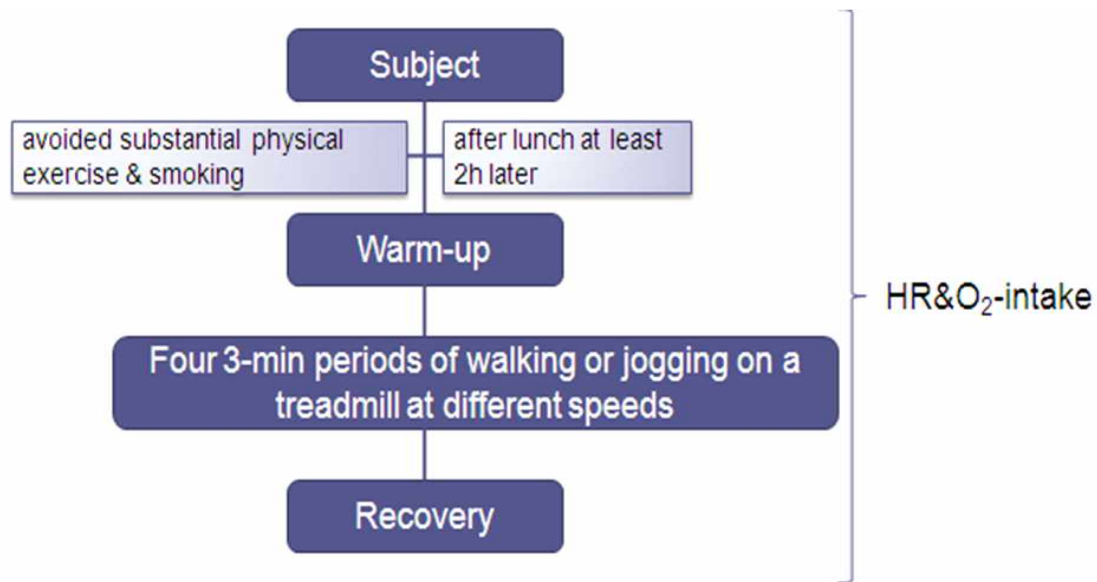 Subject
avoided substantial physical
exercise & smoking
after lunch at least
2h later
Warm-up
Four 3-min periods of walking or jogging on a
treadmill at different speeds
Recovery
HR&O₂-intake